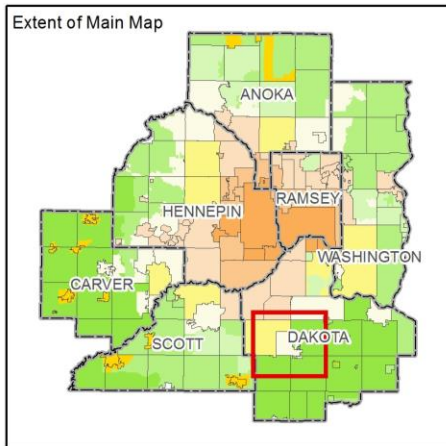 Extent of Main Map
ANOKA
HENNEPIN
RAMSEY
WASHINGTON
CARVER
SCOTT
DAKOTA